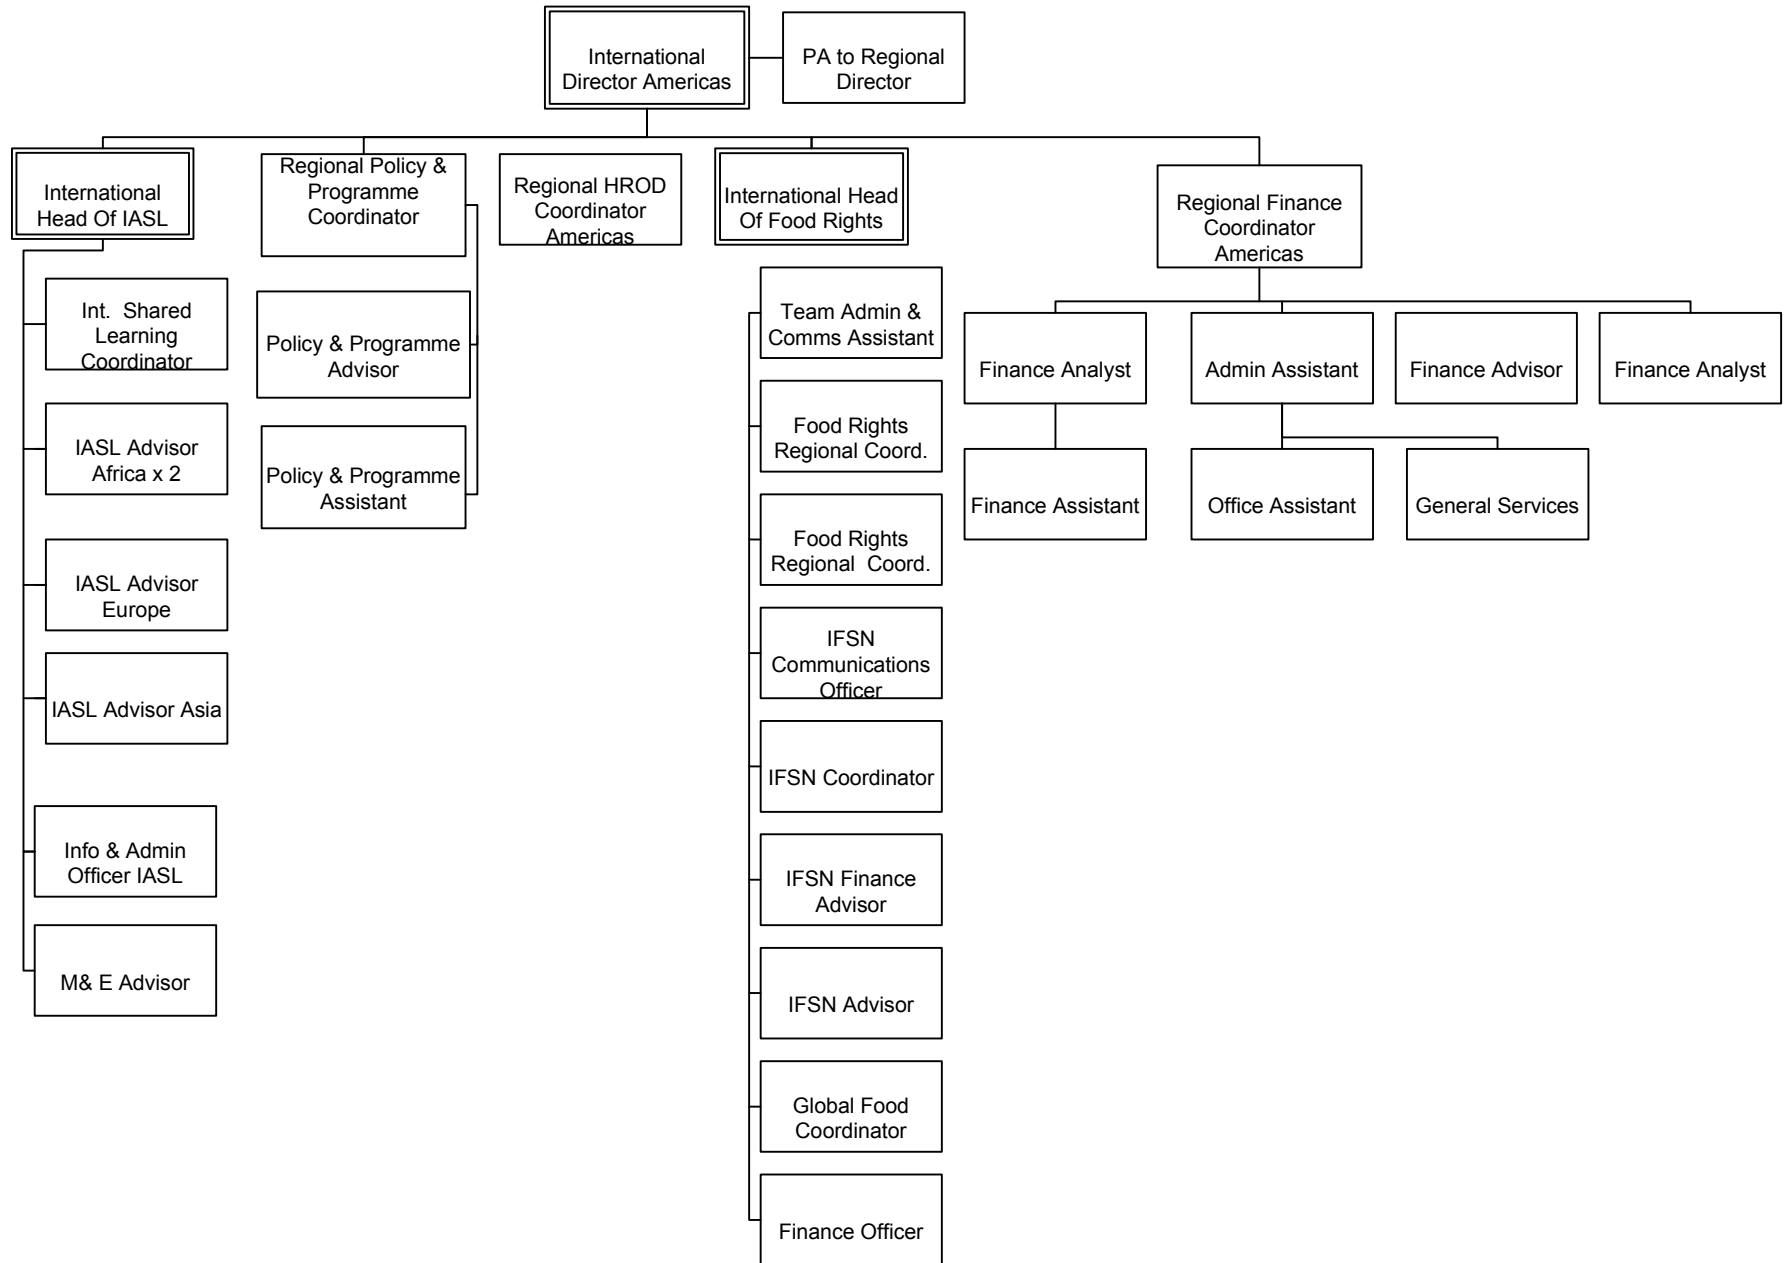 International
Director Americas
PA to Regional
Director
International
Head Of IASL
Regional Policy &
Programme
Coordinator
Regional HROD
Coordinator
Americas
International Head
Of Food Rights
Regional Finance
Coordinator
Americas
Int.  Shared
Learning
Coordinator
IASL Advisor
Africa x 2
IASL Advisor
Europe
IASL Advisor Asia
Info & Admin
Officer IASL
M& E Advisor
Policy & Programme
Advisor
Policy & Programme
Assistant
Team Admin &
Comms Assistant
Food Rights
Regional Coord.
Food Rights
Regional  Coord.
IFSN
Communications
Officer
IFSN Coordinator
IFSN Finance
Advisor
IFSN Advisor
Global Food
Coordinator
Finance Officer
Finance Analyst
Admin Assistant
Finance Advisor
Finance Analyst
Finance Assistant
Office Assistant
General Services